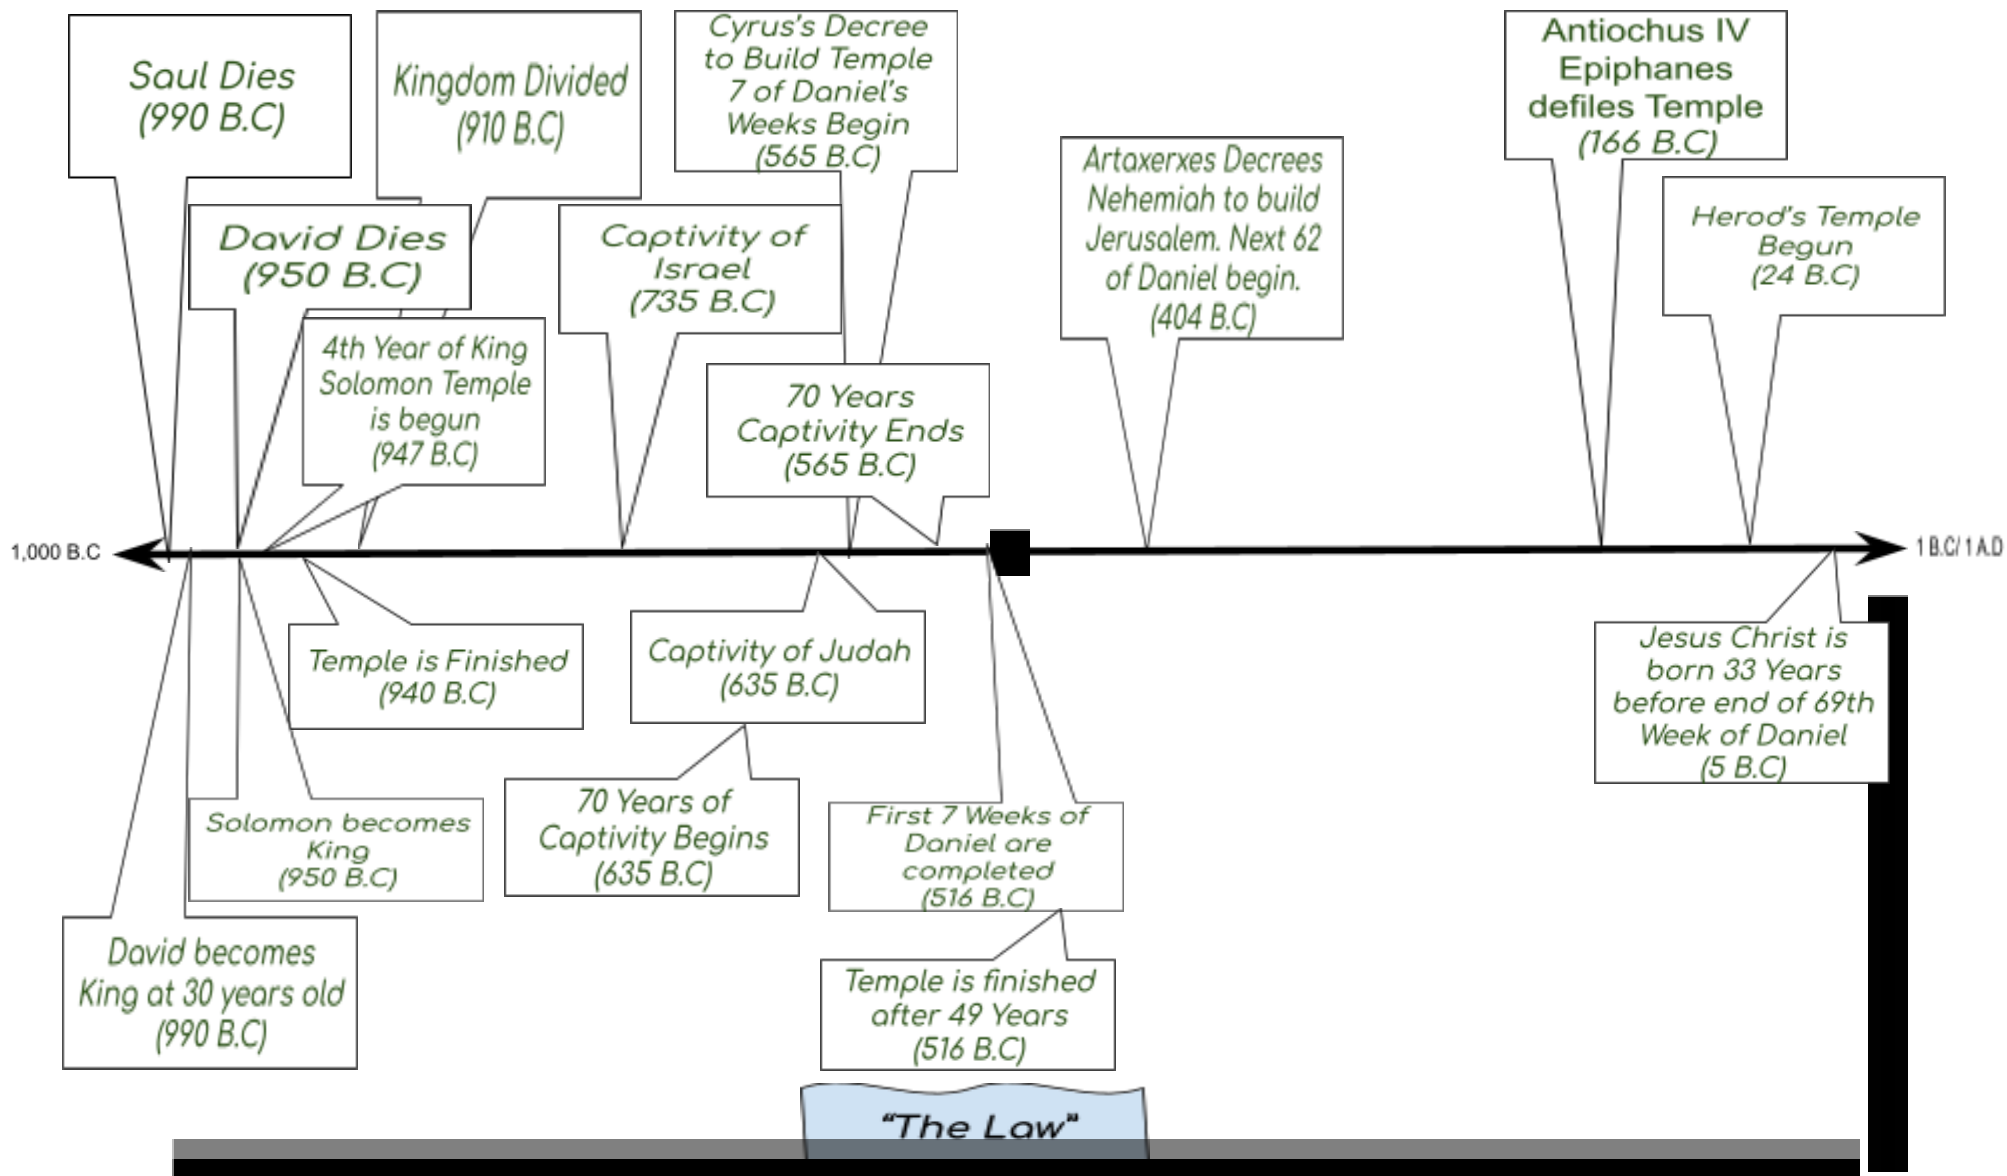 Saul Dies
(990 B.C)
Kingdom Divided
(910 B.C)
Cyrus's Decree
to Build Temple
7 of Daniel's
Weeks Begin
(565 B.C)
Antiochus IV
Epiphanes
defiles Temple
(166 B.C)
Artaxerxes Decrees
Nehemiah to build
Jerusalem. Next 62
of Daniel begin.
(404 B.C)
Herod's Temple
Begun
(24 B.C)
David Dies
(950 B.C)
Captivity of
Israel
(735 B.C)
4th Year of King
Solomon Temple
is begun
(947 B.C)
70 Years
Captivity Ends
(565 B.C)
1,000 B.C
1 B.C/ 1 A.D
Temple is Finished
(940 B.C)
Captivity of Judah
(635 B.C)
Jesus Christ is
born 33 Years
before end of 69th
Week of Daniel
(5 B.C)
Solomon becomes
King
(950 B.C)
70 Years of
Captivity Begins
(635 B.C)
First 7 Weeks of
Daniel are
completed
(516 B.C)
David becomes
King at 30 years old
(990 B.C)
Temple is finished
after 49 Years
(516 B.C)
"The Law"